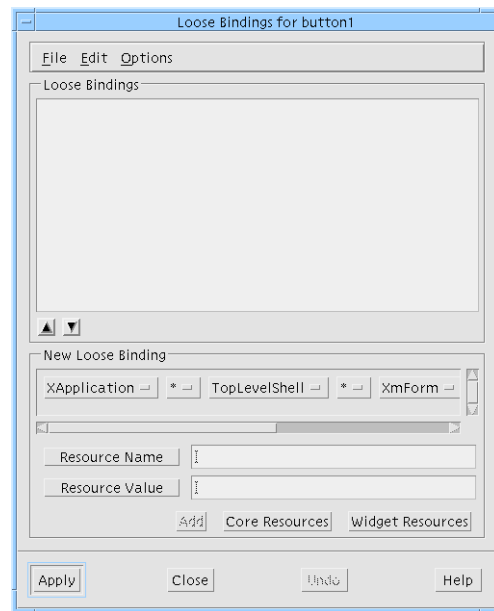 Loose Bindings for button1
File Edit Options
Loose Bindings
New Loose Binding
XApplication * TopLevelShell * XmForm
Resource Name
Resource Value
Add Core Resources Widget Resources
Apply Close Undo Help